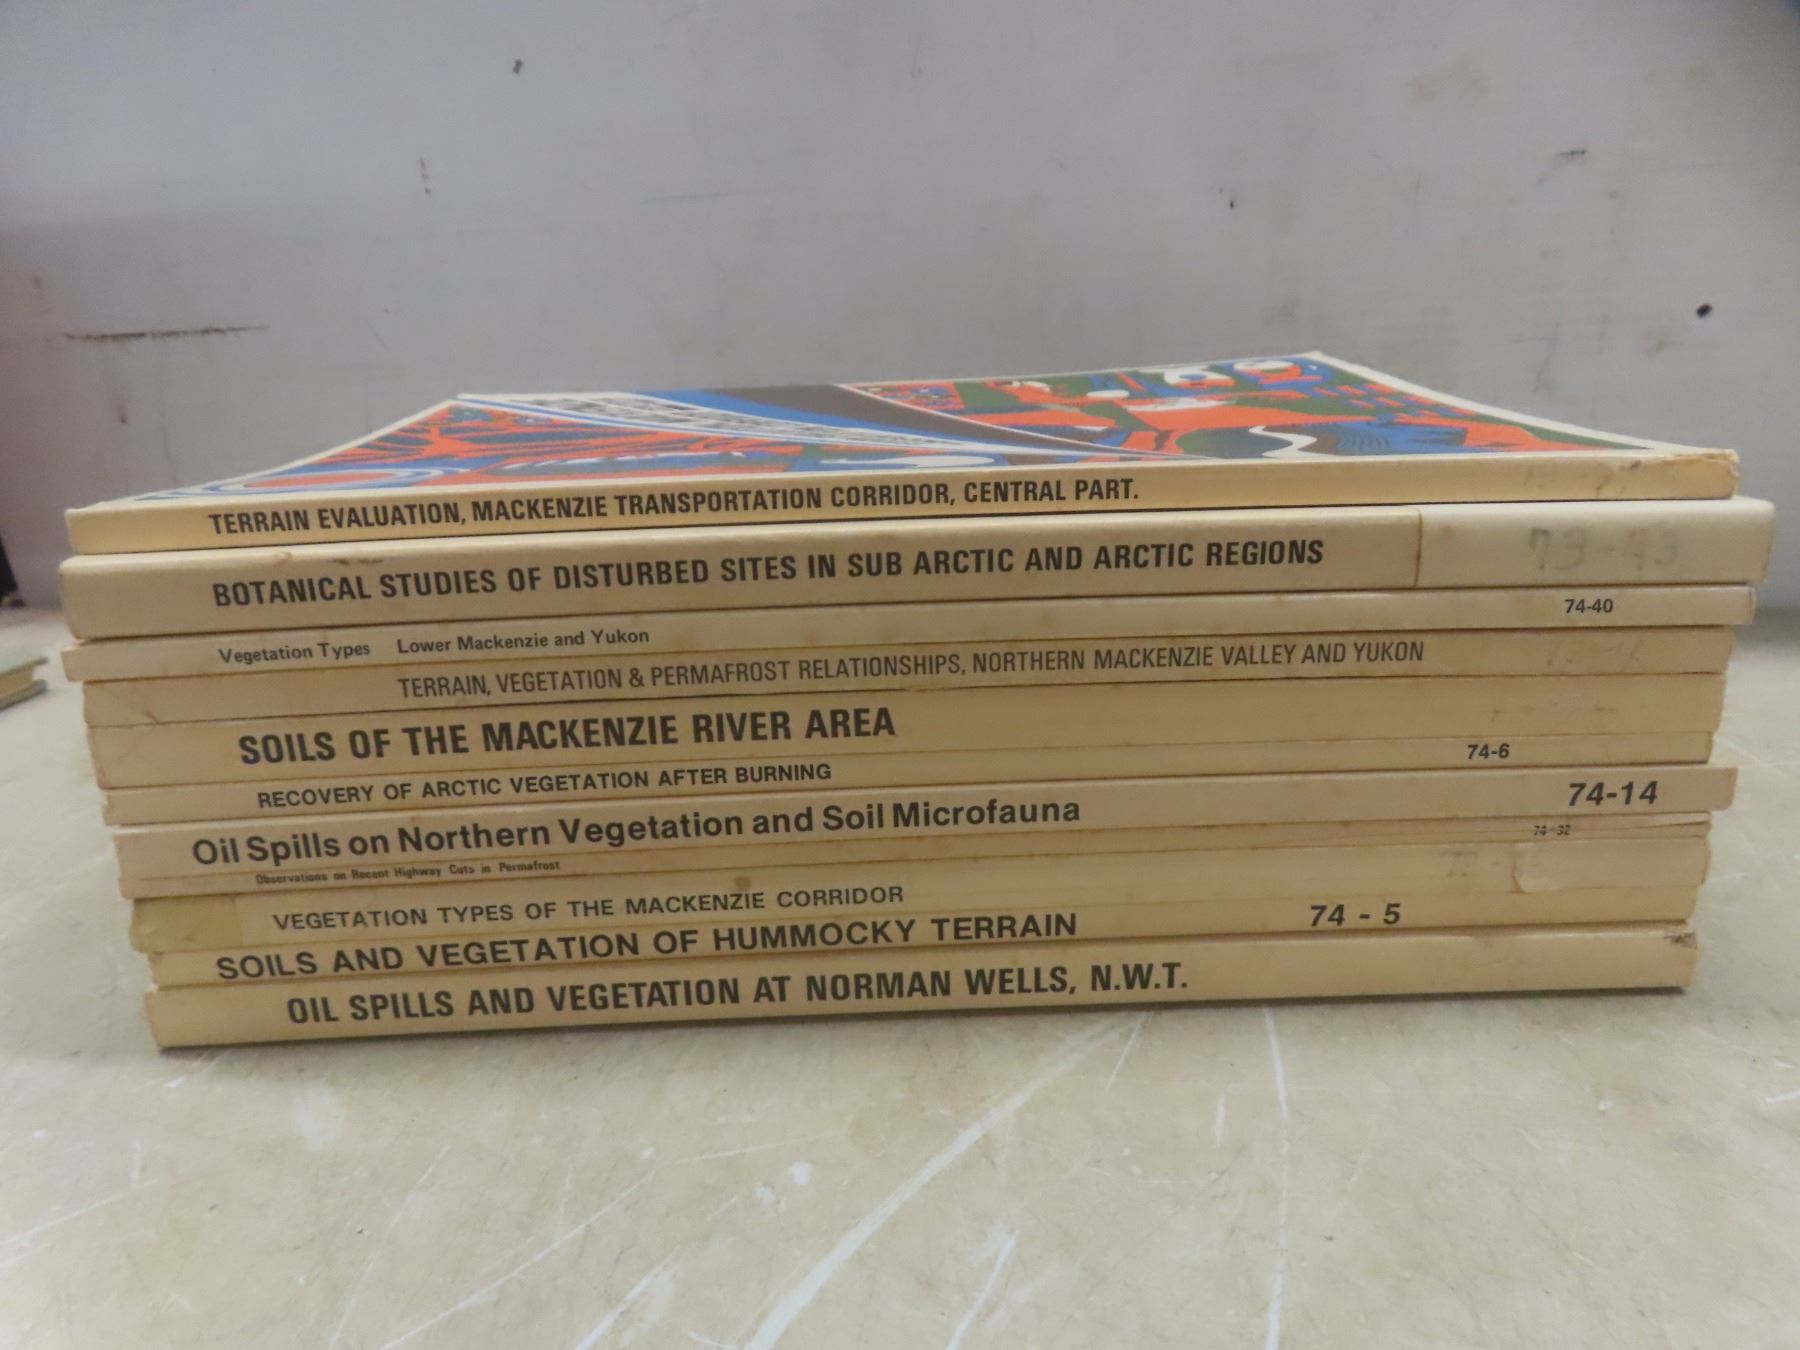 TERRAIN EVALUATION, MACKENZIE TRANSPORTATION CORRIDOR, CENTRAL PART.
BOTANICAL STUDIES OF DISTURBED SITES IN SUB ARCTIC AND ARCTIC REGIONS 73-43
Vegetation Types Lower Mackenzie and Yukon 74-40
TERRAIN, VEGETATION & PERMAFROST RELATIONSHIPS, NORTHERN MACKENZIE VALLEY AND YUKON
SOILS OF THE MACKENZIE RIVER AREA
RECOVERY OF ARCTIC VEGETATION AFTER BURNING 74-6
Oil Spills on Northern Vegetation and Soil Microfauna 74-14
Observations on Recent Highway Cuts in Permafrost 74-32
VEGETATION TYPES OF THE MACKENZIE CORRIDOR
SOILS AND VEGETATION OF HUMMOCKY TERRAIN 74 - 5
OIL SPILLS AND VEGETATION AT NORMAN WELLS, N.W.T.